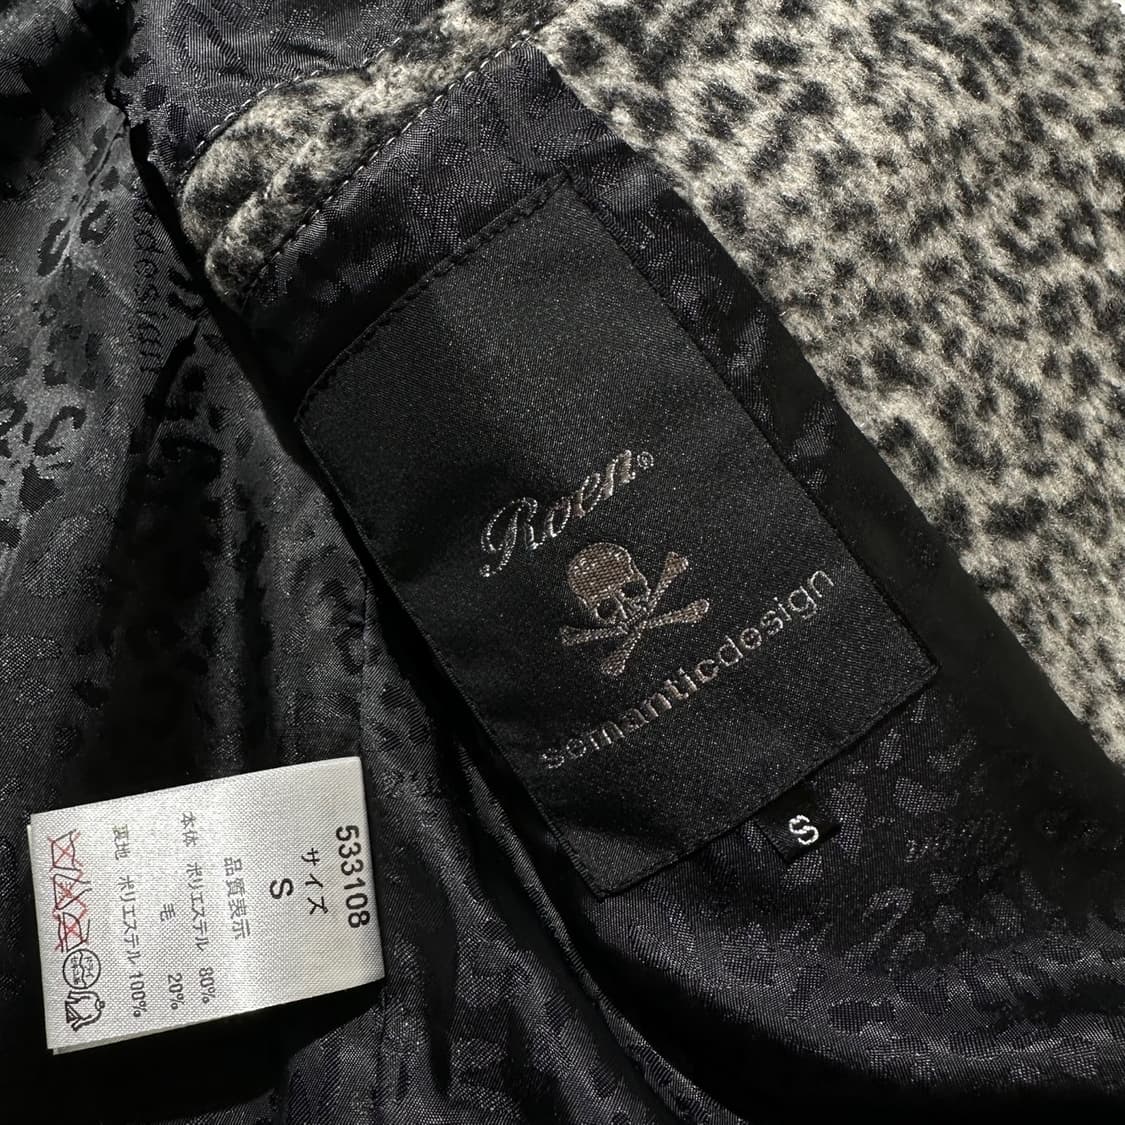 Roen®
semanticdesign
S
533108
サイズ
S
品質表示
本体 ポリエステル 80%
毛 20%
裏地 ポリエステル 100%